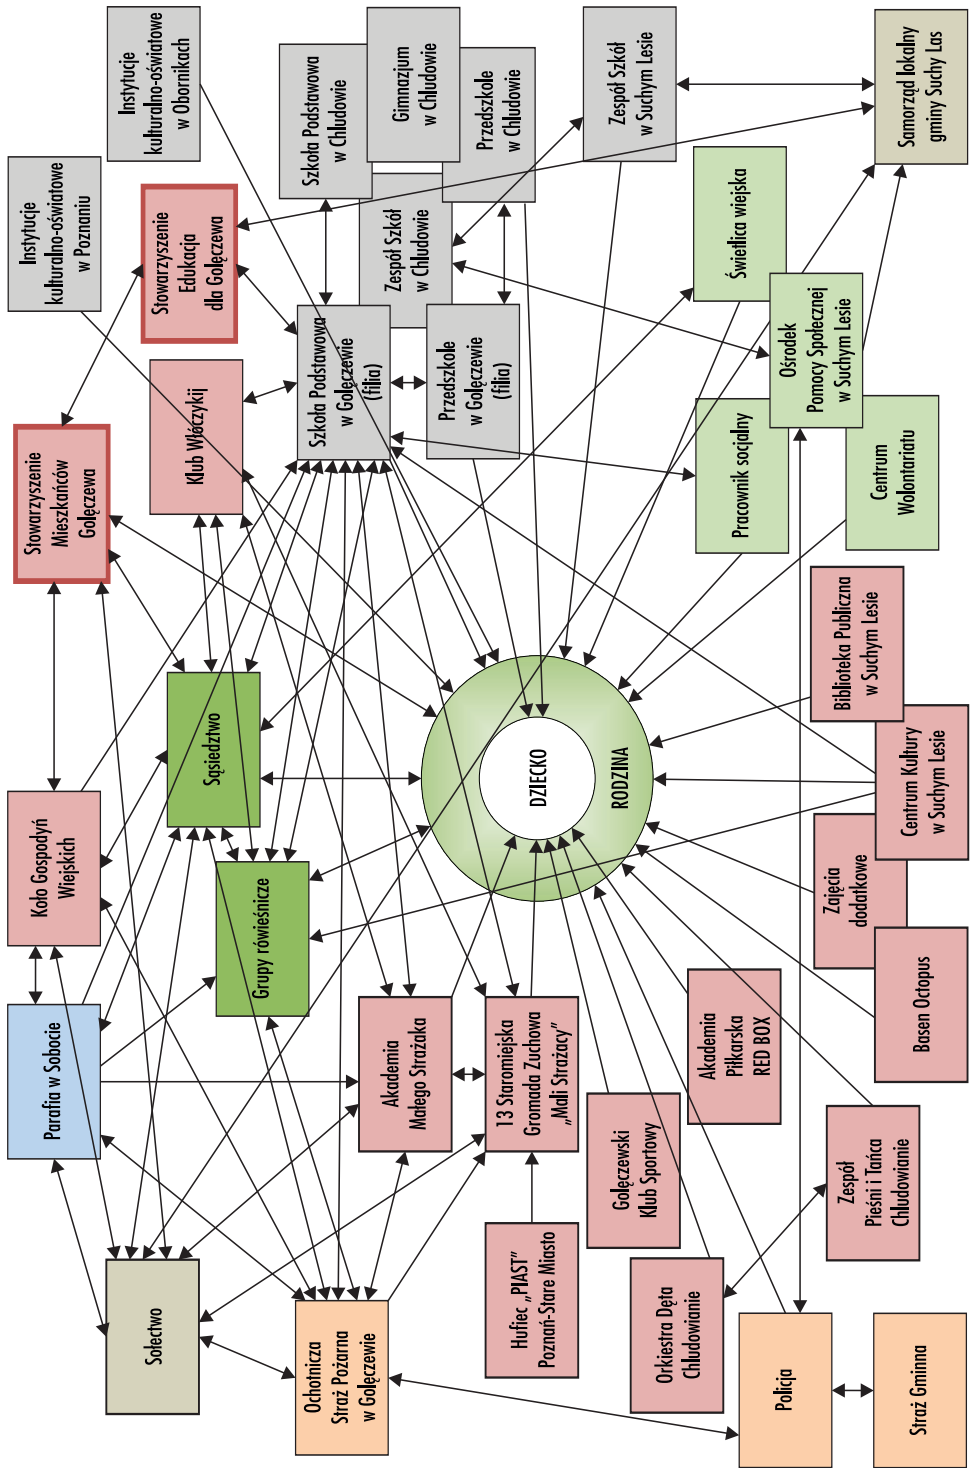 Instytucje
kulturalno-oświatowe
w Poznaniu
Instytucje
kulturalno-oświatowe
w Obornikach
Stowarzyszenie
Edukacja
dla Golęczewa
Szkoła Podstawowa
w Chludowie
Gimnazjum
w Chludowie
Przedszkole
w Chludowie
Zespół Szkół
w Chludowie
Zespół Szkół
w Suchym Lesie
Samorząd lokalny
gminy Suchy Las
Stowarzyszenie
Mieszkańców
Golęczewa
Klub Włóczykij
Szkoła Podstawowa
w Golęczewie
(filia)
Przedszkole
w Golęczewie
(filia)
Świetlica wiejska
Ośrodek
Pomocy Społecznej
w Suchym Lesie
Pracownik socjalny
Centrum
Wolontariatu
Koło Gospodyń
Wiejskich
Sąsiedztwo
Grupy rówieśnicze
DZIECKO
RODZINA
Biblioteka Publiczna
w Suchym Lesie
Centrum Kultury
w Suchym Lesie
Zajęcia
dodatkowe
Basen Octopus
Parafia w Sobocie
Akademia
Małego Strażaka
13 Staromiejska
Gromada Zuchowa
„Mali Strażacy”
Golęczewski
Klub Sportowy
Akademia
Piłkarska
RED BOX
Zespół
Pieśni i Tańca
Chludowianie
Sołectwo
Ochotnicza
Straż Pożarna
w Golęczewie
Hufiec „PIAST”
Poznań-Stare Miasto
Orkiestra Dęta
Chludowianie
Policja
Straż Gminna